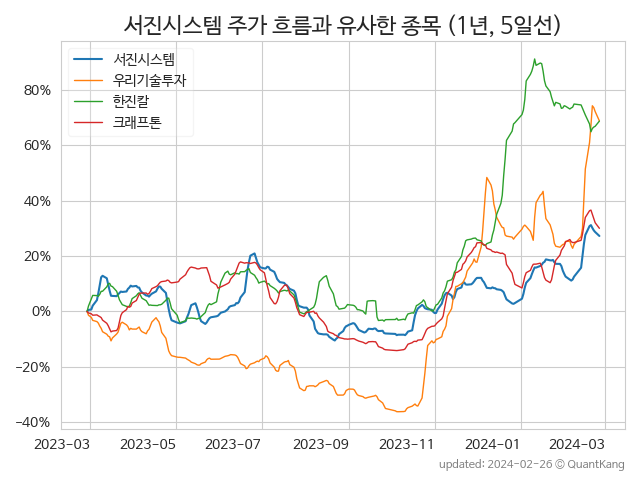 서진시스템 주가 흐름과 유사한 종목 (1년, 5일선)
서진시스템
우리기술투자
한진칼
크래프톤
80%
60%
40%
20%
0%
−20%
−40%
2023-03 2023-05 2023-07 2023-09 2023-11 2024-01 2024-03
updated: 2024-02-26 © QuantKang